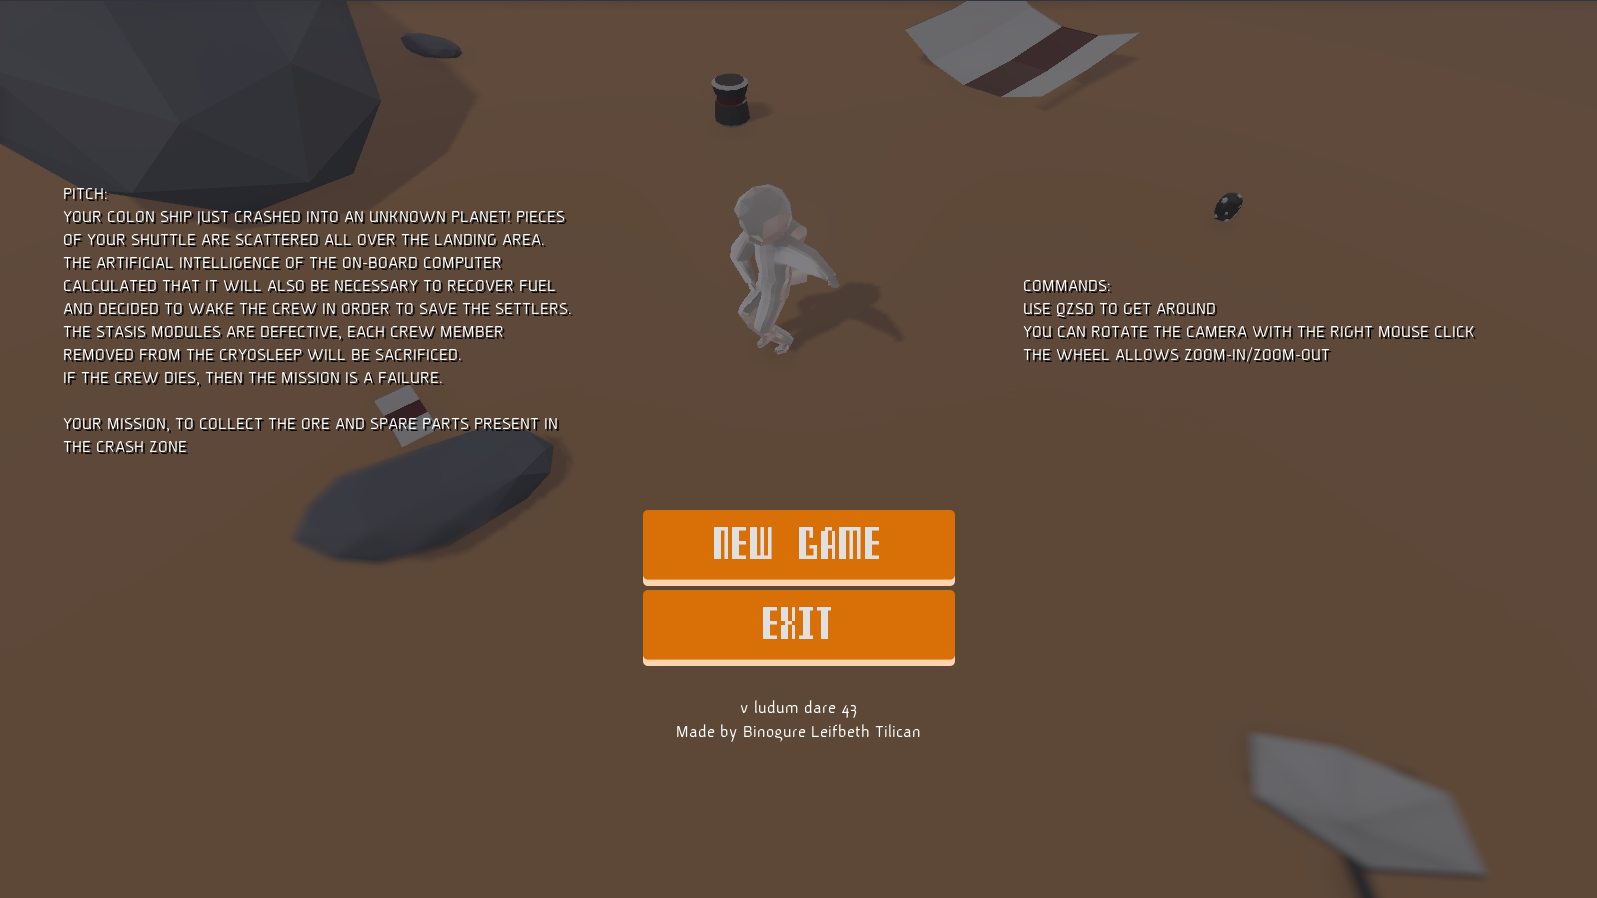 PITCH:
YOUR COLON SHIP JUST CRASHED INTO AN UNKNOWN PLANET! PIECES
OF YOUR SHUTTLE ARE SCATTERED ALL OVER THE LANDING AREA.
THE ARTIFICIAL INTELLIGENCE OF THE ON-BOARD COMPUTER
CALCULATED THAT IT WILL ALSO BE NECESSARY TO RECOVER FUEL
AND DECIDED TO WAKE THE CREW IN ORDER TO SAVE THE SETTLERS.
THE STASIS MODULES ARE DEFECTIVE, EACH CREW MEMBER
REMOVED FROM THE CRYOSLEEP WILL BE SACRIFICED.
IF THE CREW DIES, THEN THE MISSION IS A FAILURE.
YOUR MISSION, TO COLLECT THE ORE AND SPARE PARTS PRESENT IN
THE CRASH ZONE
COMMANDS:
USE QZSD TO GET AROUND
YOU CAN ROTATE THE CAMERA WITH THE RIGHT MOUSE CLICK
THE WHEEL ALLOWS ZOOM-IN/ZOOM-OUT
NEW GAME
EXIT
v ludum dare 43
Made by Binogure Leifbeth Tilican